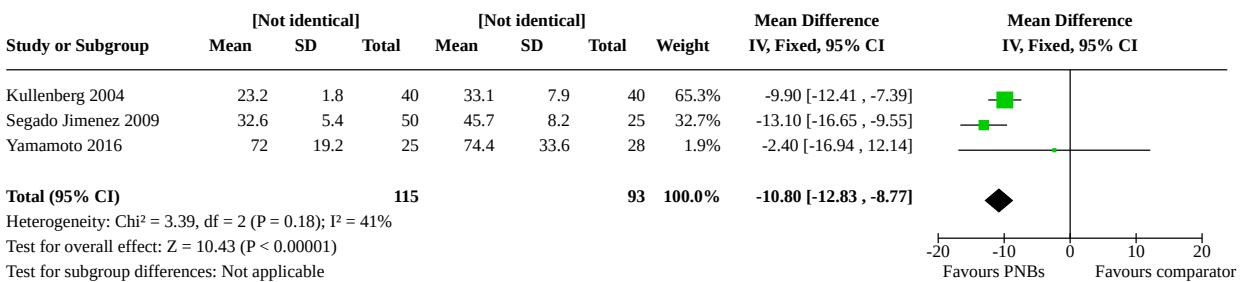 [Not identical] [Not identical] Mean Difference Mean Difference
Study or Subgroup Mean SD Total Mean SD Total Weight IV, Fixed, 95% CI IV, Fixed, 95% CI
Kullenberg 2004 23.2 1.8 40 33.1 7.9 40 65.3% -9.90 [-12.41 , -7.39]
Segado Jimenez 2009 32.6 5.4 50 45.7 8.2 25 32.7% -13.10 [-16.65 , -9.55]
Yamamoto 2016 72 19.2 25 74.4 33.6 28 1.9% -2.40 [-16.94 , 12.14]
Total (95% CI) 115 93 100.0% -10.80 [-12.83 , -8.77]
Heterogeneity: Chi² = 3.39, df = 2 (P = 0.18); I² = 41%
Test for overall effect: Z = 10.43 (P < 0.00001)
-20 -10 0 10 20
Test for subgroup differences: Not applicable
Favours PNBs Favours comparator